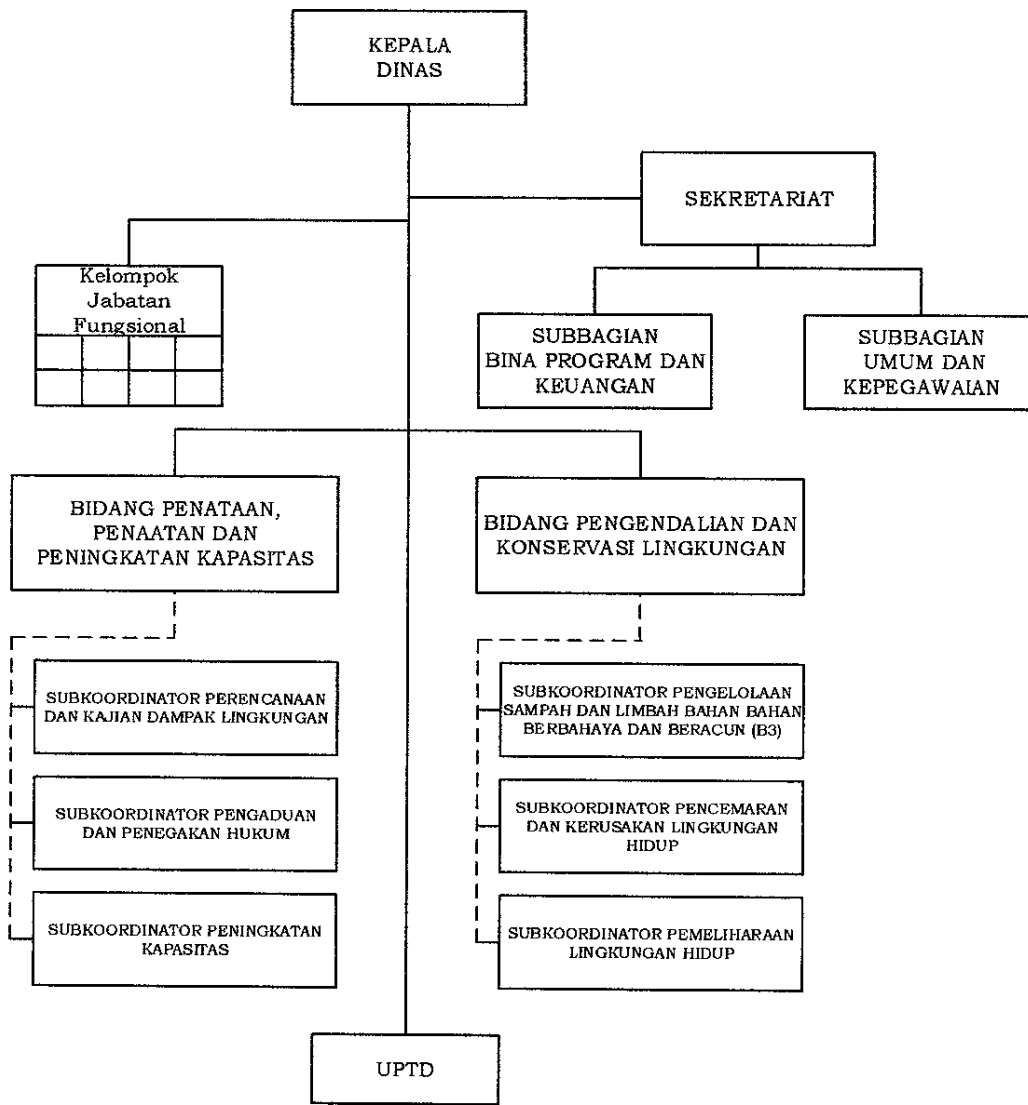 KEPALA
DINAS
SEKRETARIAT
Kelompok
Jabatan
Fungsional
SUBBAGIAN
BINA PROGRAM DAN
KEUANGAN
SUBBAGIAN
UMUM DAN
KEPEGAWAIAN
BIDANG PENATAAN,
PENAATAN DAN
PENINGKATAN KAPASITAS
BIDANG PENGENDALIAN DAN
KONSERVASI LINGKUNGAN
SUBKOORDINATOR PERENCANAAN
DAN KAJIAN DAMPAK LINGKUNGAN
SUBKOORDINATOR PENGELOLAAN
SAMPAH DAN LIMBAH BAHAN BAHAN
BERBAHAYA DAN BERACUN (B3)
SUBKOORDINATOR PENGADUAN
DAN PENEGAKAN HUKUM
SUBKOORDINATOR PENCEMARAN
DAN KERUSAKAN LINGKUNGAN
HIDUP
SUBKOORDINATOR PENINGKATAN
KAPASITAS
SUBKOORDINATOR PEMELIHARAAN
LINGKUNGAN HIDUP
UPTD